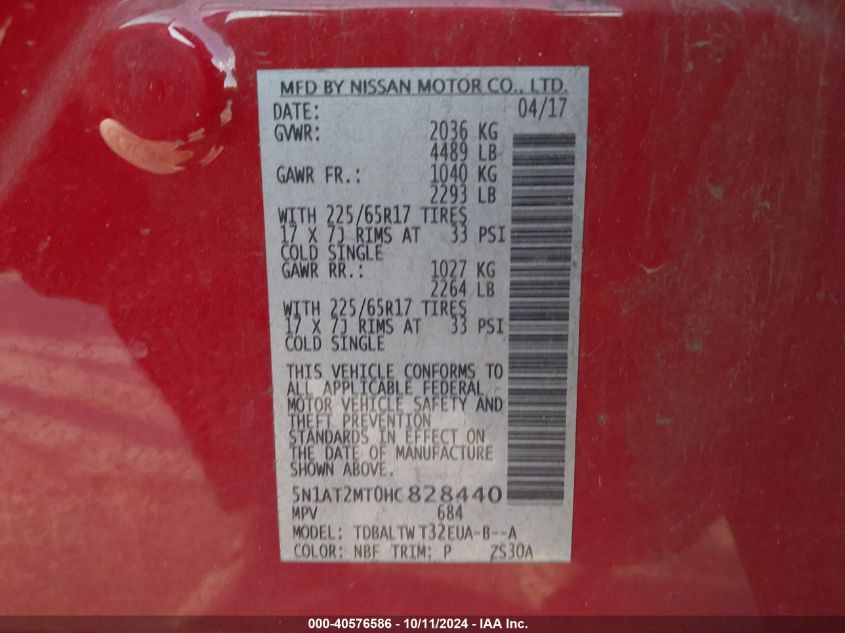 MFD BY NISSAN MOTOR CO., LTD.
DATE: 04/17
GVWR: 2036 KG
4489 LB
GAWR FR.: 1040 KG
2293 LB
WITH 225/65R17 TIRES
17 X 7J RIMS AT 33 PSI
COLD SINGLE
GAWR RR.: 1027 KG
2264 LB
WITH 225/65R17 TIRES
17 X 7J RIMS AT 33 PSI
COLD SINGLE
THIS VEHICLE CONFORMS TO
ALL APPLICABLE FEDERAL
MOTOR VEHICLE SAFETY AND
THEFT PREVENTION
STANDARDS IN EFFECT ON
THE DATE OF MANUFACTURE
SHOWN ABOVE.
5N1AT2MT0HC828440
MPV 684
MODEL: TDBALTW T32EUA-B--A
COLOR: NBF TRIM: P ZS30A
000-40576586 - 10/11/2024 - IAA Inc.